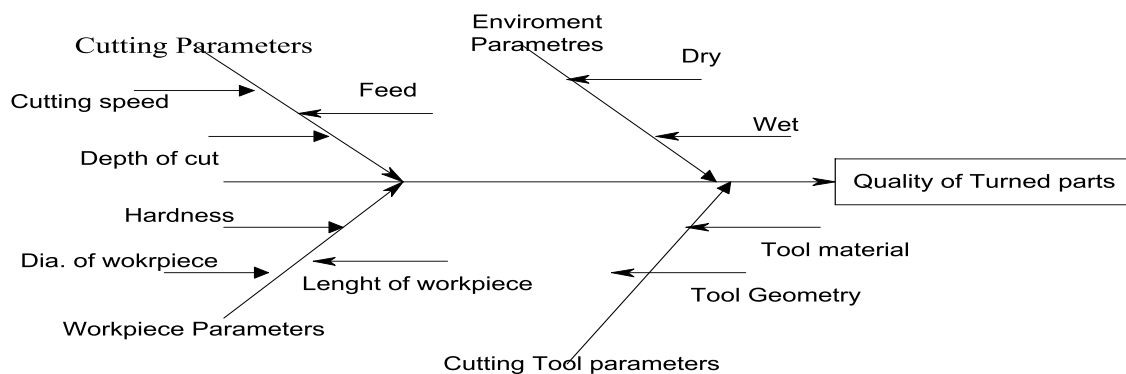 Cutting Parameters
Enviroment
Parametres
Dry
Cutting speed
Feed
Wet
Depth of cut
Quality of Turned parts
Hardness
Tool material
Dia. of wokrpiece
Lenght of workpiece
Tool Geometry
Workpiece Parameters
Cutting Tool parameters